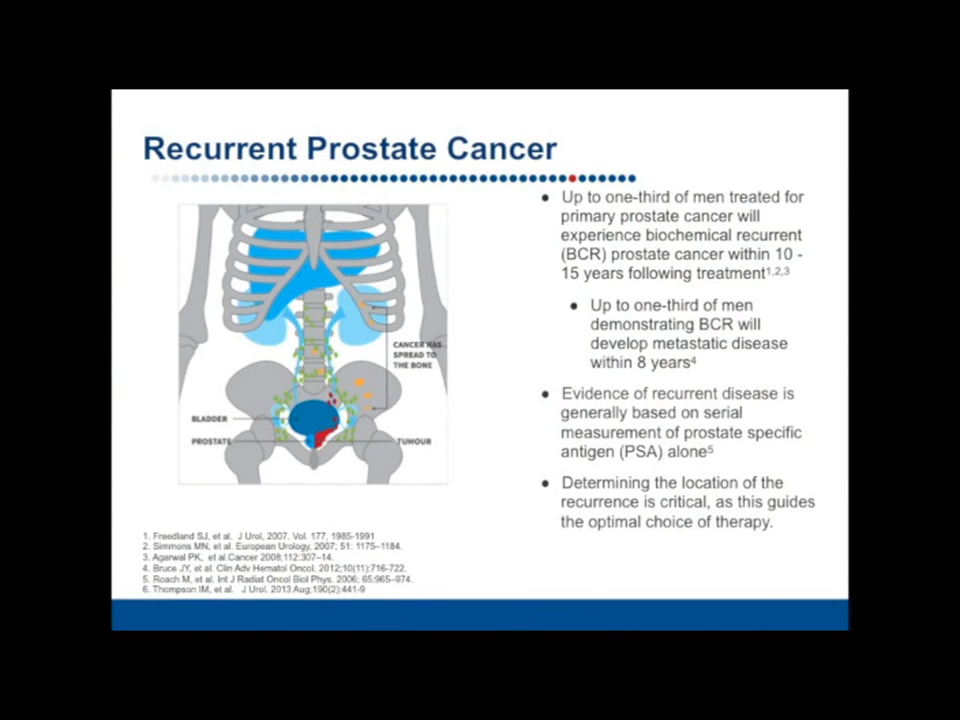 Recurrent Prostate Cancer
CANCER HAS
SPREAD TO
THE BONE
BLADDER
PROSTATE
TUMOUR
● Up to one-third of men treated for
primary prostate cancer will
experience biochemical recurrent
(BCR) prostate cancer within 10 -
15 years following treatment1,2,3
● Up to one-third of men
demonstrating BCR will
develop metastatic disease
within 8 years4
● Evidence of recurrent disease is
generally based on serial
measurement of prostate specific
antigen (PSA) alone5
● Determining the location of the
recurrence is critical, as this guides
the optimal choice of therapy.
1. Freedland SJ, et al. J Urol, 2007. Vol. 177, 1985-1991
2. Simmons MN, et al. European Urology, 2007; 51: 1175–1184.
3. Agarwal PK, et al.Cancer 2008;112:307–14.
4. Bruce JY, et al. Clin Adv Hematol Oncol. 2012;10(11):716-722.
5. Roach M, et al. Int J Radiat Oncol Biol Phys. 2006; 65:965–974.
6. Thompson IM, et al. J Urol. 2013 Aug;190(2):441-9